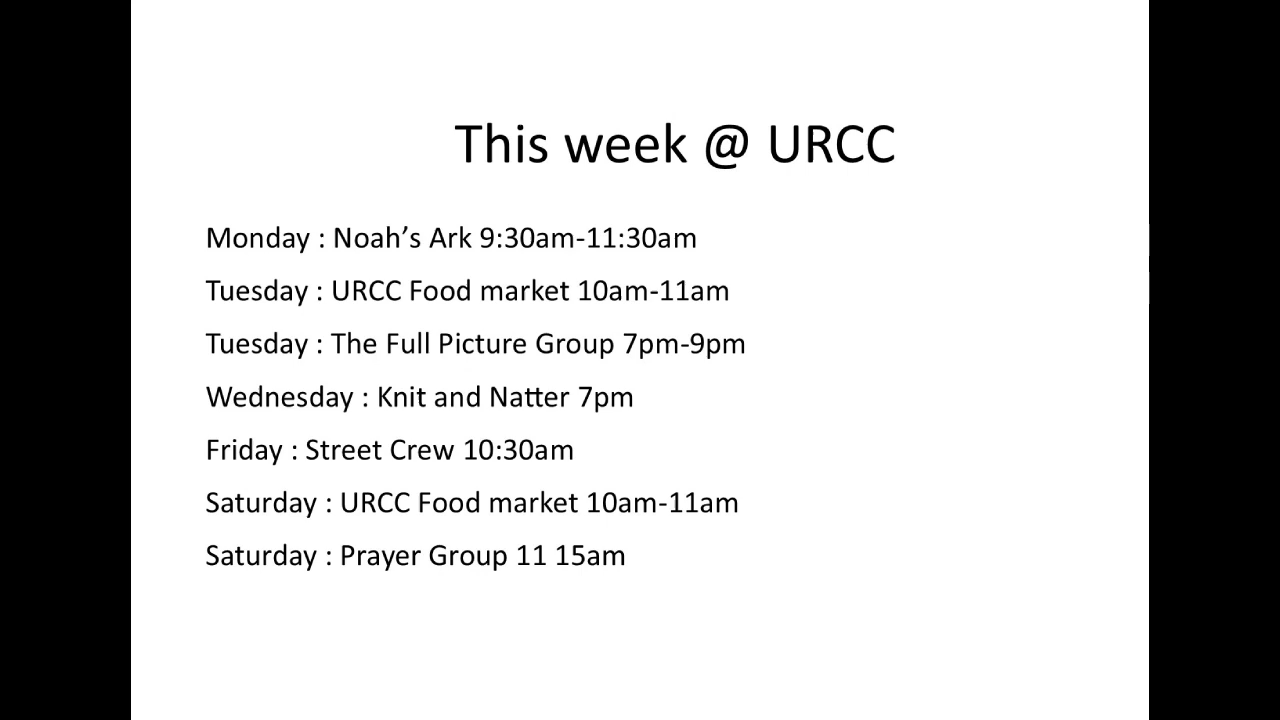 This week @ URCC
Monday : Noah’s Ark 9:30am-11:30am
Tuesday : URCC Food market 10am-11am
Tuesday : The Full Picture Group 7pm-9pm
Wednesday : Knit and Natter 7pm
Friday : Street Crew 10:30am
Saturday : URCC Food market 10am-11am
Saturday : Prayer Group 11 15am